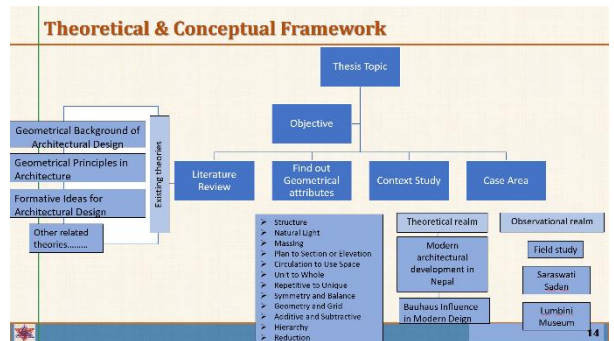 Theoretical & Conceptual Framework
Thesis Topic
Objective
Geometrical Background of
Architectural Design
Geometrical Principles in
Architecture
Formative Ideas for
Architectural Design
Other related
theories.........
Existing theories
Literature
Review
Find out
Geometrical
attributes
Context Study
Case Area
Structure
Natural Light
Massing
Plan to Section or Elevation
Circulation to Use Space
Unit to Whole
Repetitive to Unique
Symmetry and Balance
Geometry and Grid
Additive and Subtractive
Hierarchy
Reduction
Theoretical realm
Modern
architectural
development in
Nepal
Bauhaus Influence
in Modern Deign
Observational realm
Field study
Saraswati
Sadan
Lumbini
Museum
14